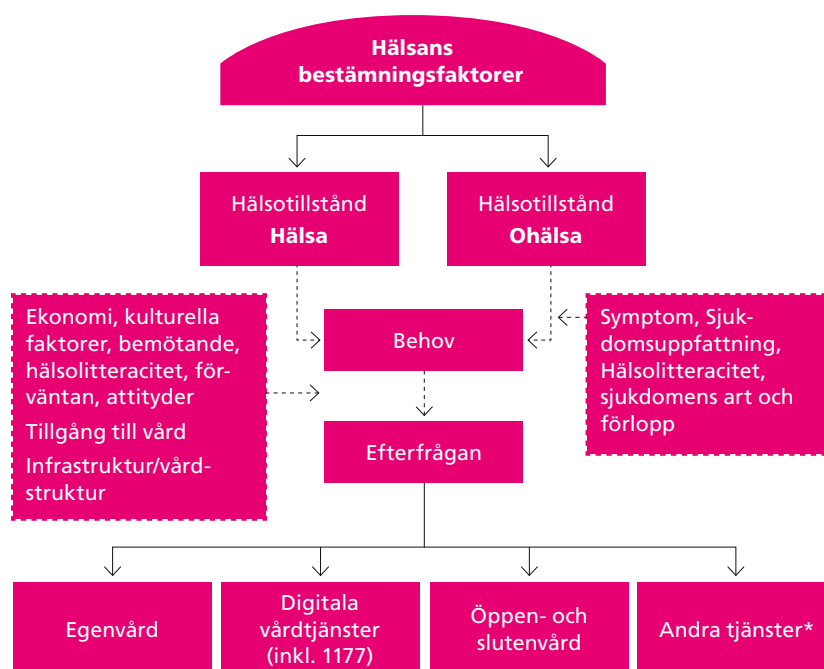 Hälsans
bestämningsfaktorer
Hälsotillstånd
Hälsa
Hälsotillstånd
Ohälsa
Ekonomi, kulturella
faktorer, bemötande,
hälsolitteracitet, för-
väntan, attityder
Tillgång till vård
Infrastruktur/vård-
struktur
Behov
Symptom, Sjuk-
domsuppfattning,
Hälsolitteracitet,
sjukdomens art och
förlopp
Efterfrågan
Egenvård
Digitala
vårdtjänster
(inkl. 1177)
Öppen- och
slutenvård
Andra tjänster*